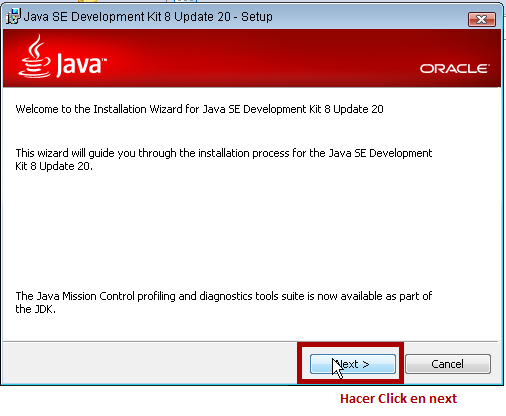 Java SE Development Kit 8 Update 20 - Setup
Java™
ORACLE®
Welcome to the Installation Wizard for Java SE Development Kit 8 Update 20
This wizard will guide you through the installation process for the Java SE Development
Kit 8 Update 20.
The Java Mission Control profiling and diagnostics tools suite is now available as part of
the JDK.
Next > Cancel
Hacer Click en next